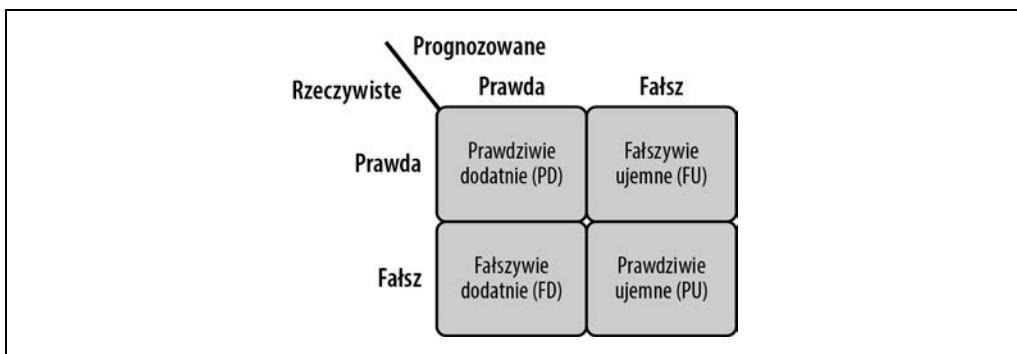 Prognozowane
Rzeczywiste
Prawda Fałsz
Prawda
Prawdziwie
dodatnie (PD)
Fałszywie
ujemne (FU)
Fałsz
Fałszywie
dodatnie (FD)
Prawdziwie
ujemne (PU)